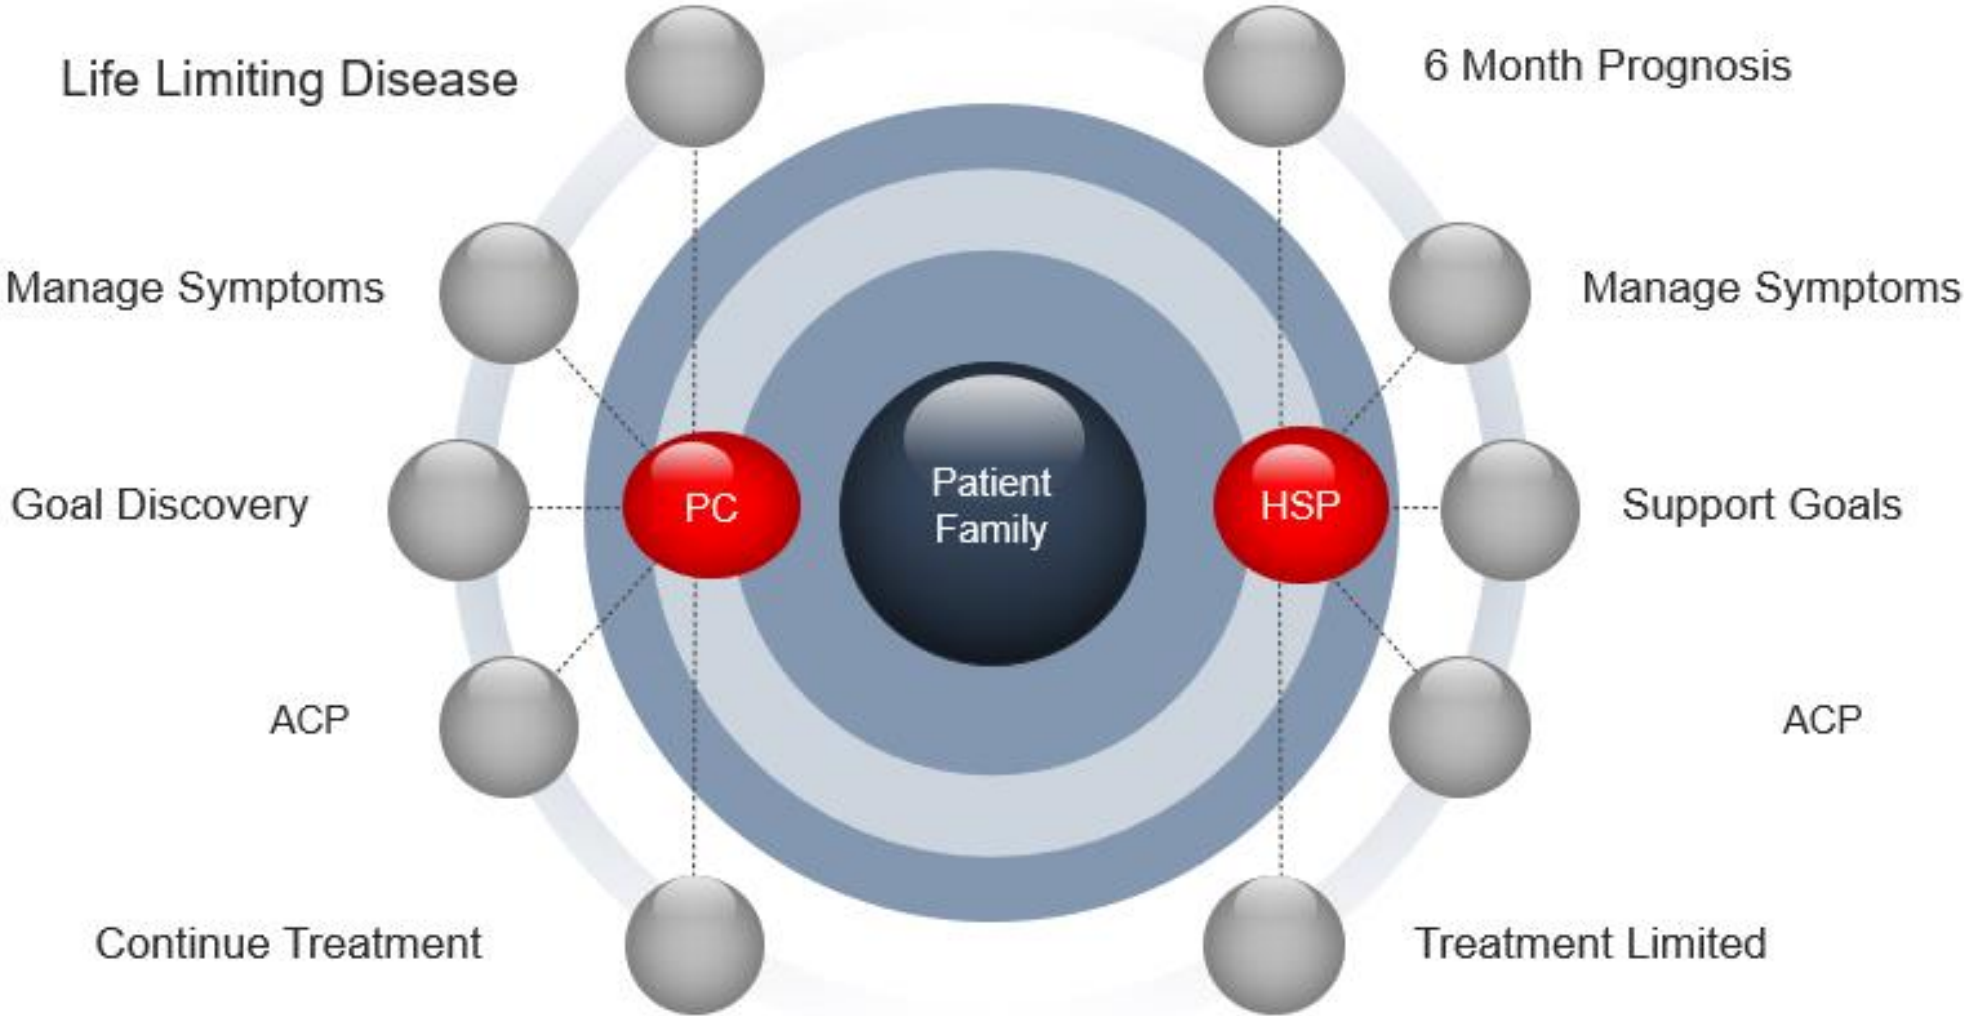 Life Limiting Disease
6 Month Prognosis
Manage Symptoms
Manage Symptoms
Goal Discovery
PC
Patient
Family
HSP
Support Goals
ACP
ACP
Continue Treatment
Treatment Limited